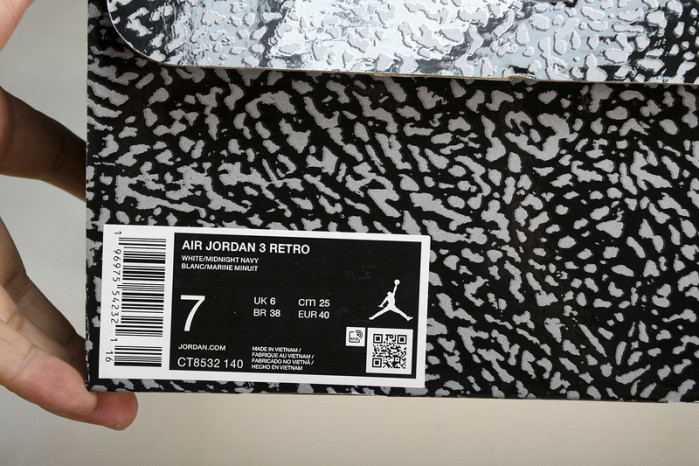 AIR JORDAN 3 RETRO
WHITE/MIDNIGHT NAVY
BLANC/MARINE MINUIT
7
UK 6 cm 25
BR 38 EUR 40
JORDAN.COM
CT8532 140
MADE IN VIETNAM /
FABRIQUÉ AU VIETNAM /
FABRICADO NO VIETNÃ /
HECHO EN VIETNAM
1 96975 54232 1 16